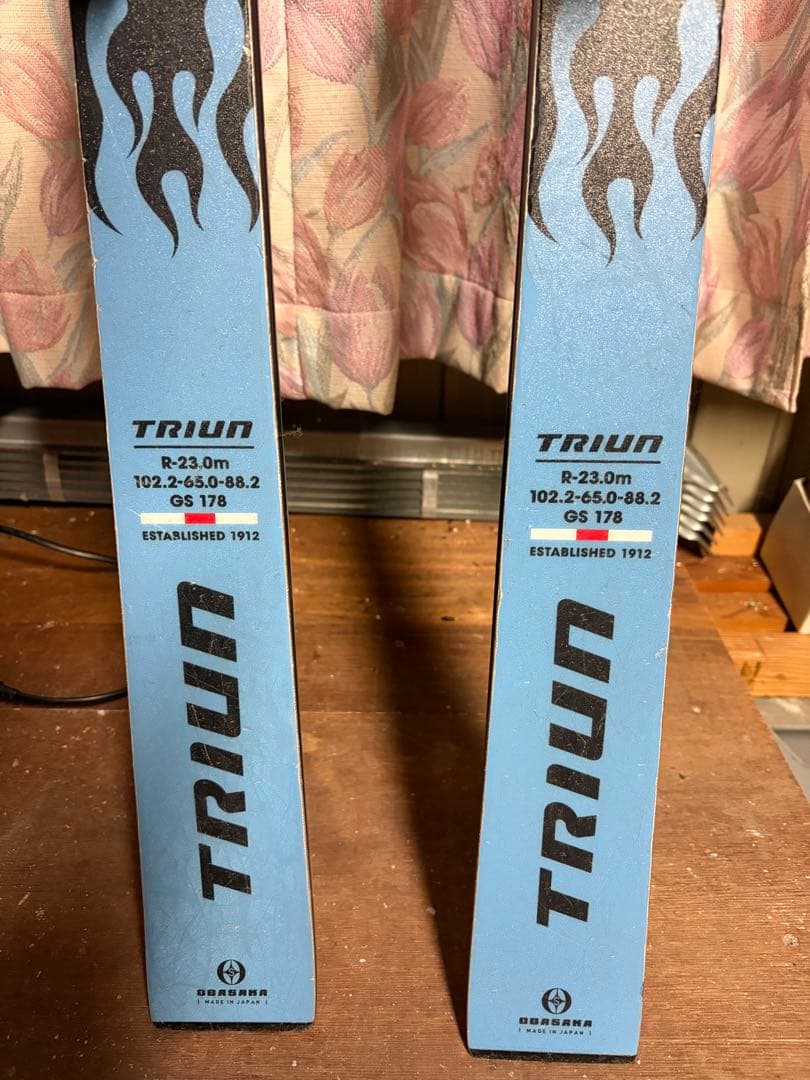 TRIUN
R-23.0m
102.2-65.0-88.2
GS 178
ESTABLISHED 1912
TRIUN
OGASAKA
MADE IN JAPAN
TRIUN
R-23.0m
102.2-65.0-88.2
GS 178
ESTABLISHED 1912
TRIUN
OGASAKA
MADE IN JAPAN